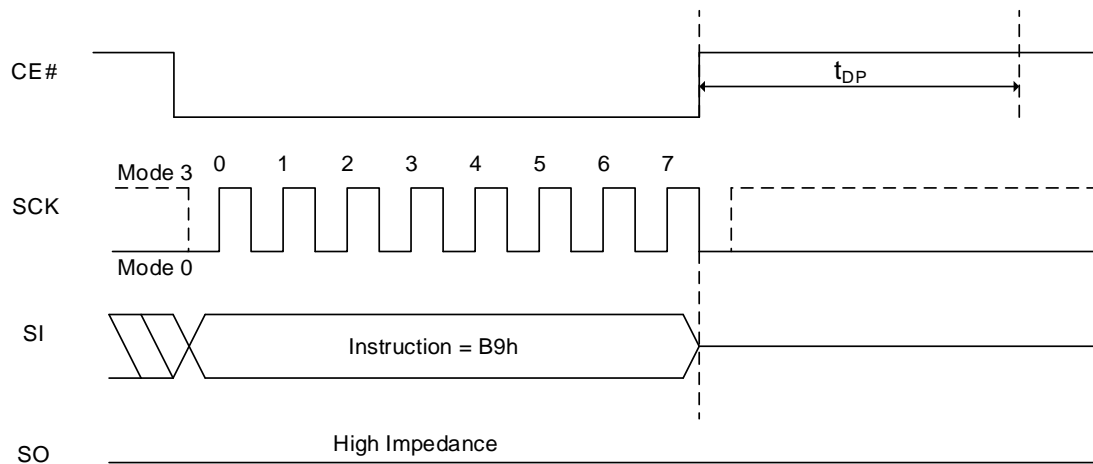 CE#
tDP
Mode 3
0 1 2 3 4 5 6 7
SCK
Mode 0
SI
Instruction = B9h
High Impedance
SO